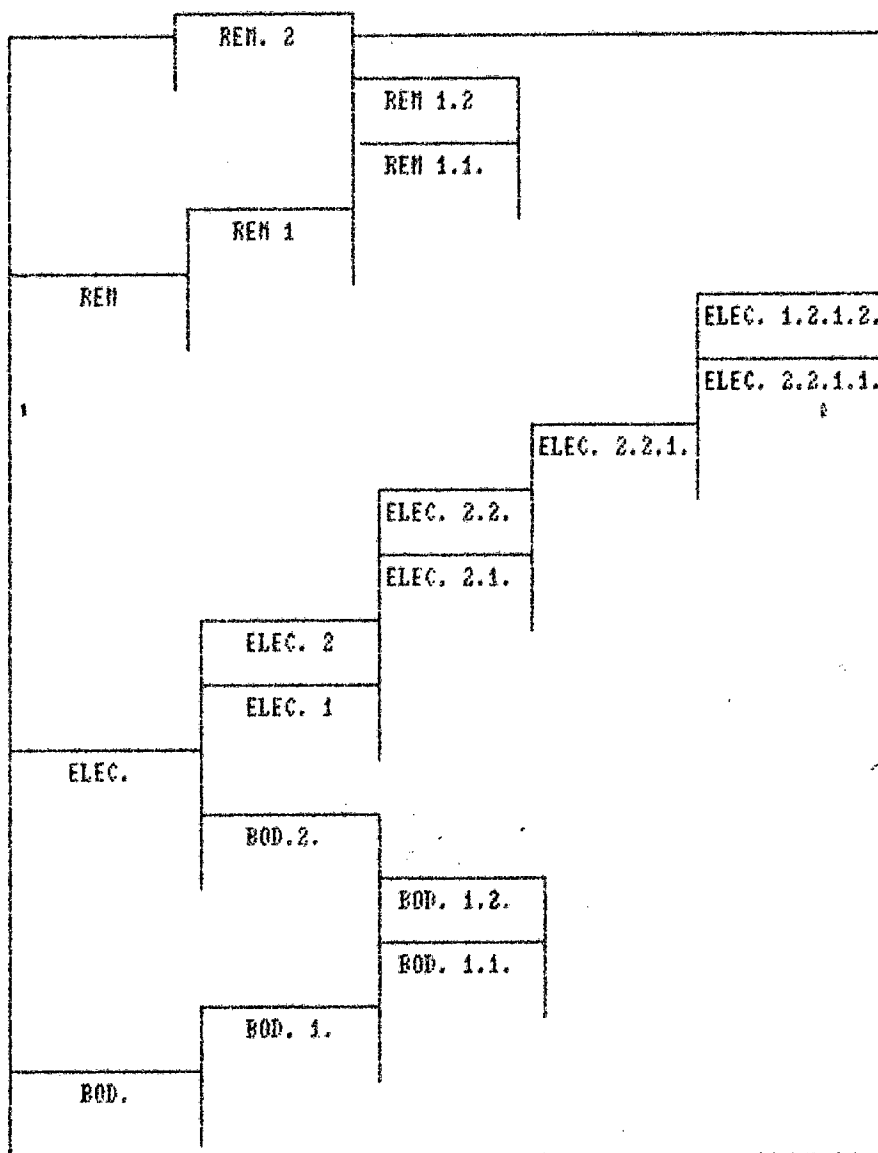 REM. 2
REM 1.2
REM 1.1.
REM 1
REM
ELEC. 1.2.1.2.
ELEC. 2.2.1.1.
ELEC. 2.2.1.
ELEC. 2.2.
ELEC. 2.1.
ELEC. 2
ELEC. 1
ELEC.
BOD.2.
BOD. 1.2.
BOD. 1.1.
BOD. 1.
BOD.